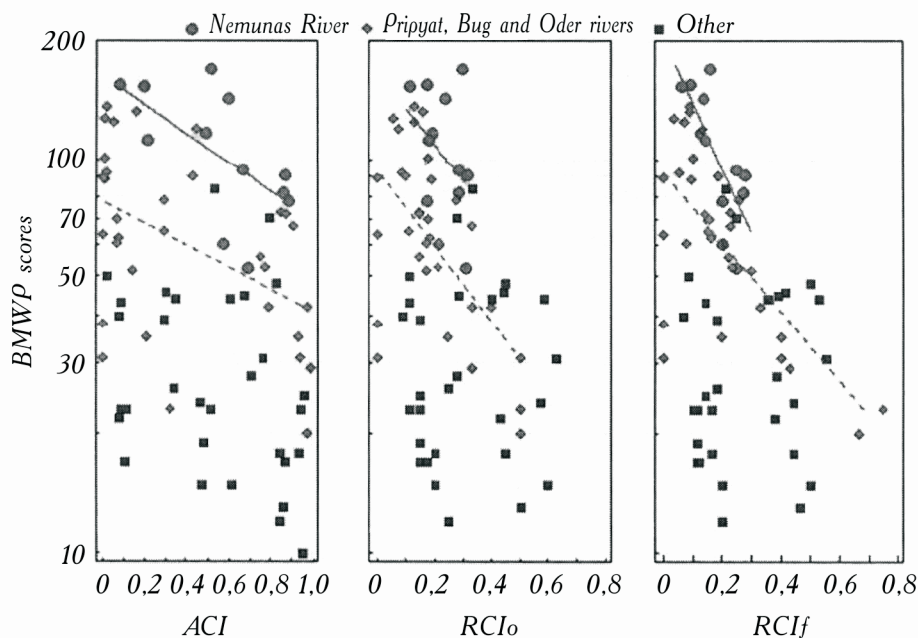 Nemunas River Pripyat, Bug and Oder rivers Other
BMWP scores
200
100
70
50
30
10
0 0,2 0,4 0,6 0,8 1,0 0 0,2 0,4 0,6 0,8 0 0,2 0,4 0,6 0,8
ACI RCIo RCIf